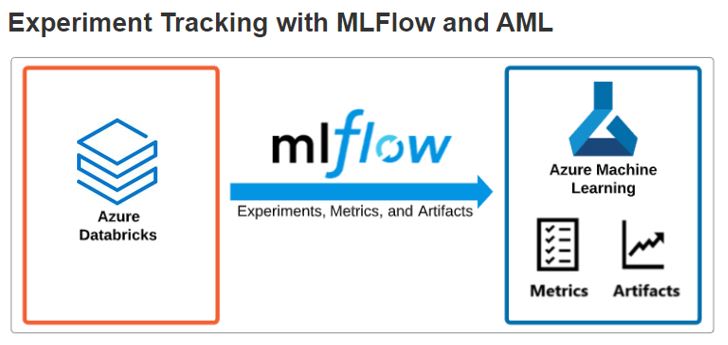 Experiment Tracking with MLFlow and AML
Azure
Databricks
mlflow
Experiments, Metrics, and Artifacts
Azure Machine
Learning
Metrics
Artifacts